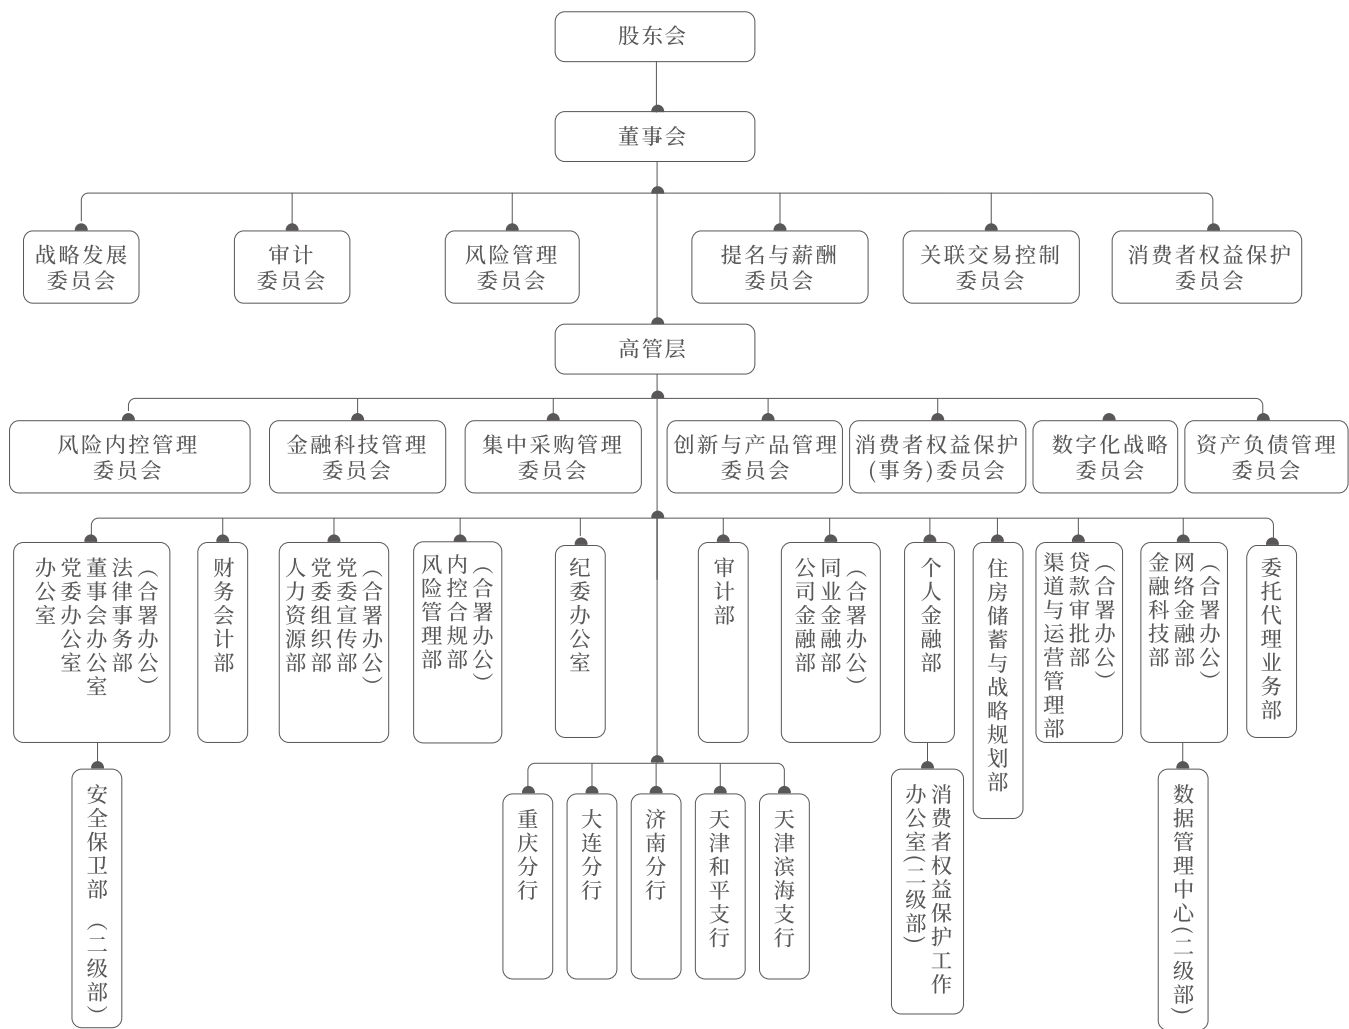 股东会
董事会
战略发展
委员会
审计
委员会
风险管理
委员会
提名与薪酬
委员会
关联交易控制
委员会
消费者权益保护
委员会
高管层
风险内控管理
委员会
金融科技管理
委员会
集中采购管理
委员会
创新与产品管理
委员会
消费者权益保护
(事务)委员会
数字化战略
委员会
资产负债管理
委员会
办公室
党委办公室
董事会办公室
法律事务部
(合署办公)
财务会计部
人力资源部
党委组织部
党委宣传部
(合署办公)
风险管理部
内控合规部
(合署办公)
纪委办公室
审计部
公司金融部
同业金融部
(合署办公)
个人金融部
住房储蓄与战略规划部
渠道与运营管理部
贷款审批部
(合署办公)
金融科技部
网络金融部
(合署办公)
委托代理业务部
安全保卫部 (二级部)
重庆分行
大连分行
济南分行
天津和平支行
天津滨海支行
消费者权益保护工作
办公室(二级部)
数据管理中心(二级部)